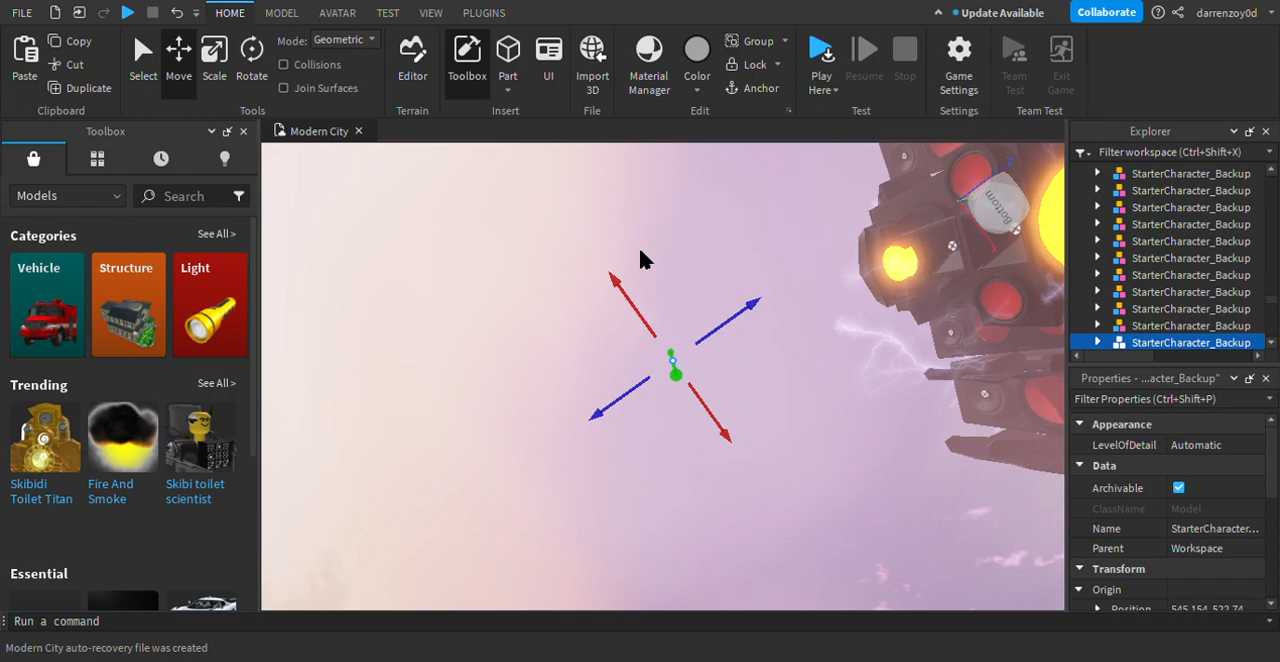 FILE
HOME
MODEL
AVATAR
TEST
VIEW
PLUGINS
Update Available
Collaborate
darrenzoy0d
Paste
Copy
Cut
Duplicate
Clipboard
Select
Move
Scale
Rotate
Mode:
Geometric
Collisions
Join Surfaces
Tools
Editor
Terrain
Toolbox
Part
UI
Insert
Import
3D
File
Material
Manager
Color
Group
Lock
Anchor
Edit
Play
Here
Resume
Stop
Test
Game
Settings
Settings
Team
Test
Exit
Game
Team Test
Toolbox
Models
Search
Categories
See All >
Vehicle
Structure
Light
Trending
See All >
Skibidi
Toilet Titan
Fire And
Smoke
Skibi toilet
scientist
Essential
Modern City
Z
Bottom
Explorer
Filter workspace (Ctrl+Shift+X)
StarterCharacter_Backup
StarterCharacter_Backup
StarterCharacter_Backup
StarterCharacter_Backup
StarterCharacter_Backup
StarterCharacter_Backup
StarterCharacter_Backup
StarterCharacter_Backup
StarterCharacter_Backup
StarterCharacter_Backup
StarterCharacter_Backup
Properties - ...acter_Backup"
Filter Properties (Ctrl+Shift+P)
Appearance
LevelOfDetail Automatic
Data
Archivable
ClassName Model
Name StarterCharacter...
Parent Workspace
Transform
Origin
Position 545.154, 522.74
Run a command
Modern City auto-recovery file was created